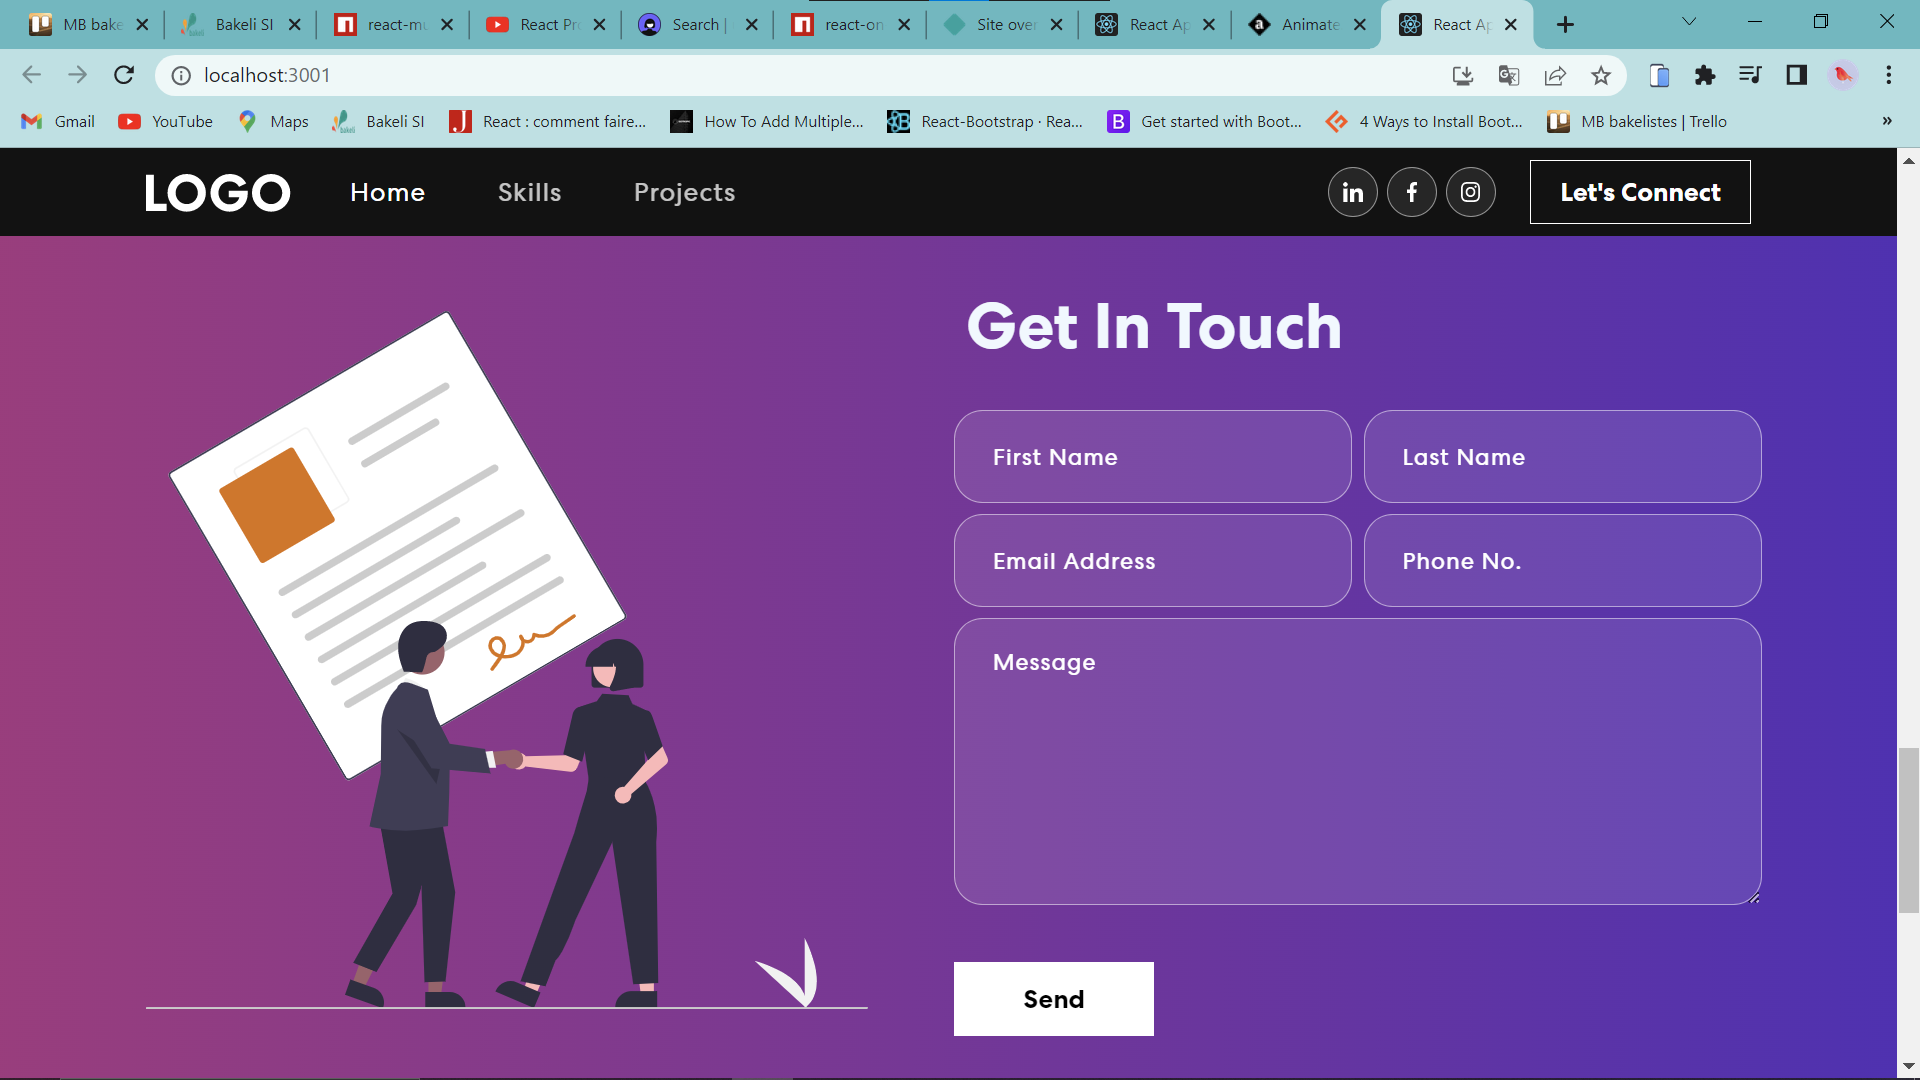 MB bake
Bakeli SI
react-mu
React Pro
Search |
react-on
Site over
React Ap
Animate
React Ap
localhost:3001
Gmail
YouTube
Maps
Bakeli SI
React : comment faire...
How To Add Multiple...
React-Bootstrap · Rea...
Get started with Boot...
4 Ways to Install Boot...
MB bakelistes | Trello
»
LOGO
Home
Skills
Projects
Let's Connect
Get In Touch
First Name
Last Name
Email Address
Phone No.
Message
Send